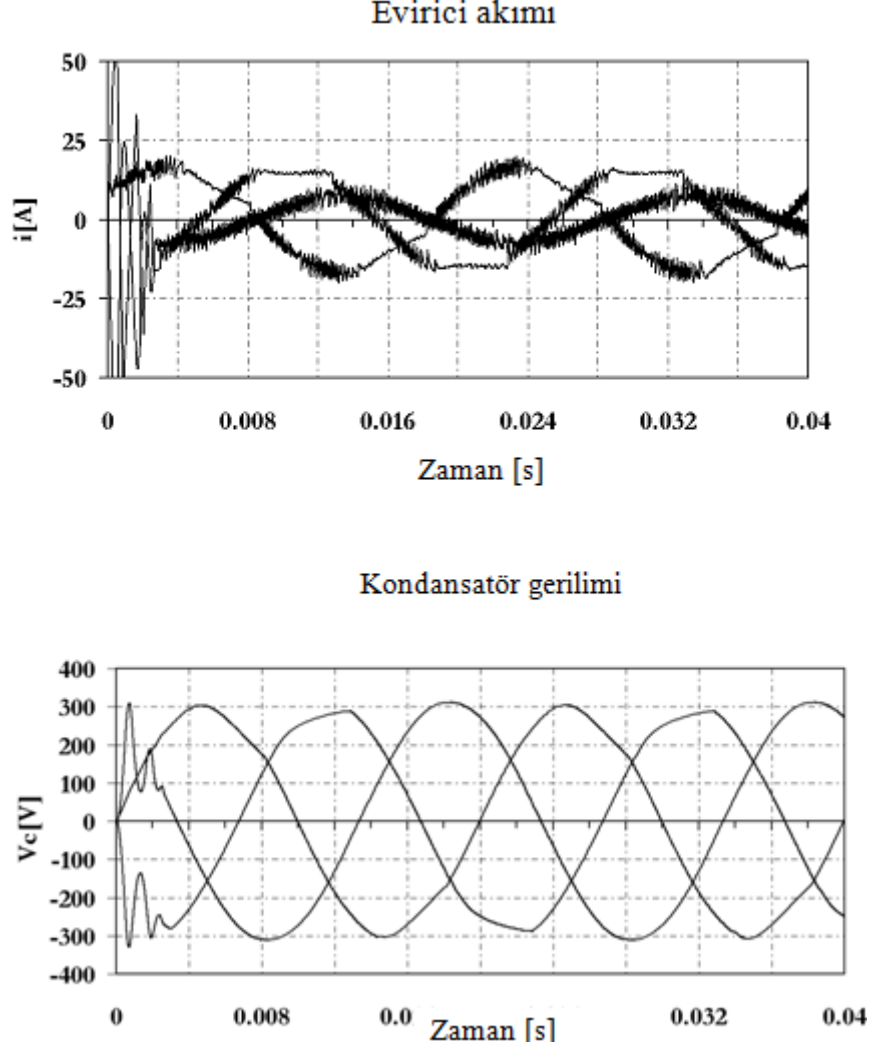 Evirici akımı
50
25
0
-25
-50
i[A]
0 0.008 0.016 0.024 0.032 0.04
Zaman [s]
Kondansatör gerilimi
400
300
200
100
0
-100
-200
-300
-400
Vc[V]
0 0.008 0.0 0.032 0.04
Zaman [s]